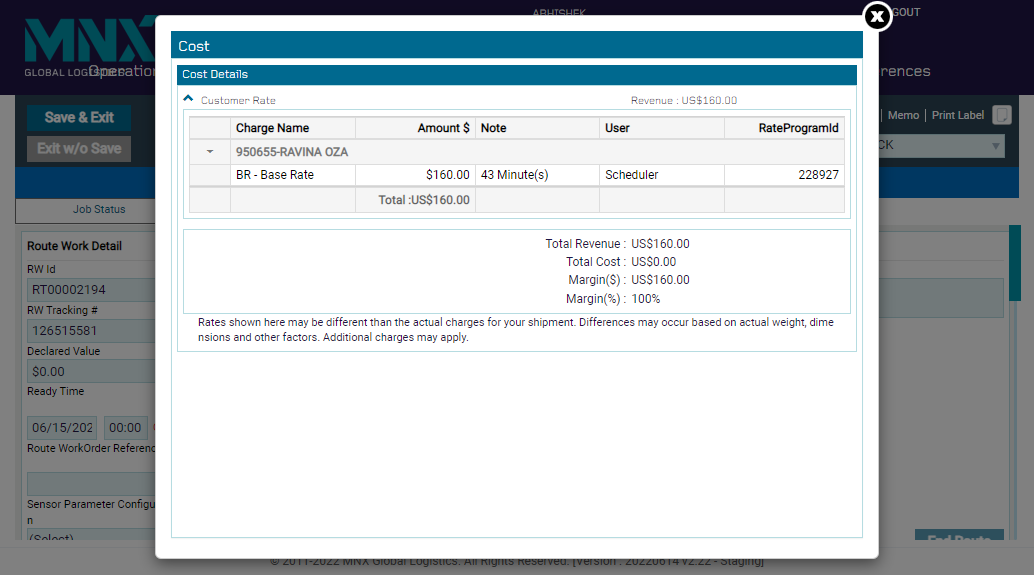 ABHISHEK
GOUT
MNX
GLOBAL LOGISTICS
Operation
rences
Cost
Cost Details
Customer Rate Revenue : US$160.00
Charge Name Amount $ Note User RateProgramId
950655-RAVINA OZA
BR - Base Rate $160.00 43 Minute(s) Scheduler 228927
Total :US$160.00
Total Revenue : US$160.00
Total Cost : US$0.00
Margin($) : US$160.00
Margin(%) : 100%
Rates shown here may be different than the actual charges for your shipment. Differences may occur based on actual weight, dime
nsions and other factors. Additional charges may apply.
Save & Exit
Exit w/o Save
Memo | Print Label
CK
Job Status
Route Work Detail
RW Id
RT00002194
RW Tracking #
126515581
Declared Value
$0.00
Ready Time
06/15/202 00:00
Route WorkOrder Referenc
Sensor Parameter Configu
n
(Select)
End Route
© 2011-2022 MNX Global Logistics. All Rights Reserved. [Version : 20220614 v2.22 - Staging]